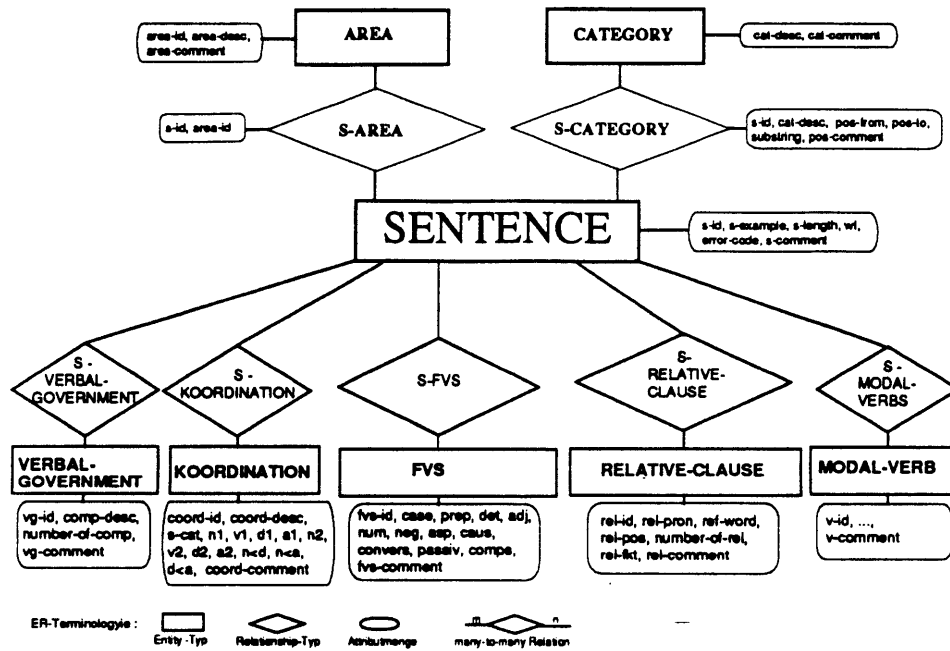 AREA
area-id, area-desc,
area-comment
CATEGORY
cat-desc, cat-comment
s-id, area-id
S-AREA
S-CATEGORY
s-id, cat-desc, pos-from, pos-to,
substring, pos-comment
SENTENCE
s-id, s-example, s-length, wl,
error-code, s-comment
S -
VERBAL-
GOVERNMENT
S -
KOORDINATION
S-FVS
S-
RELATIVE-
CLAUSE
S -
MODAL-
VERBS
VERBAL-
GOVERNMENT
KOORDINATION
FVS
RELATIVE-CLAUSE
MODAL-VERB
vg-id, comp-desc,
number-of-comp,
vg-comment
coord-id, coord-desc,
s-cat, n1, v1, d1, a1, n2,
v2, d2, a2, n<d, n<a,
d<a, coord-comment
fvs-id, case, prep, det, adj,
num, neg, asp, caus,
convers, passiv, comps,
fvs-comment
rel-id, rel-pron, ref-word,
rel-pos, number-of-rel,
rel-fkt, rel-comment
v-id, ...,
v-comment
ER-Terminologyie :
Entity -Typ
Relationship-Typ
Attributmenge
m
n
many-to-many Relation